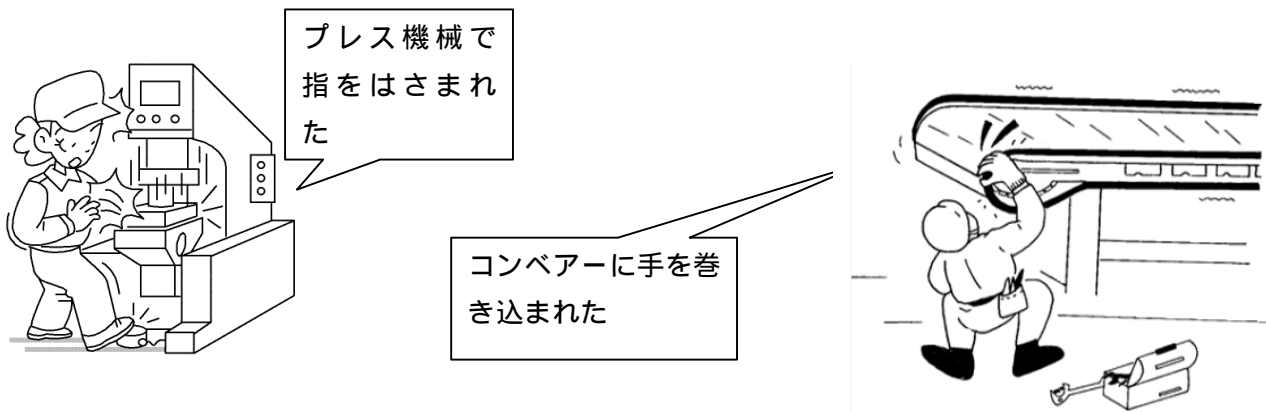 プレス機械で
指をはさまれ
た
コンベアーに手を巻
き込まれた